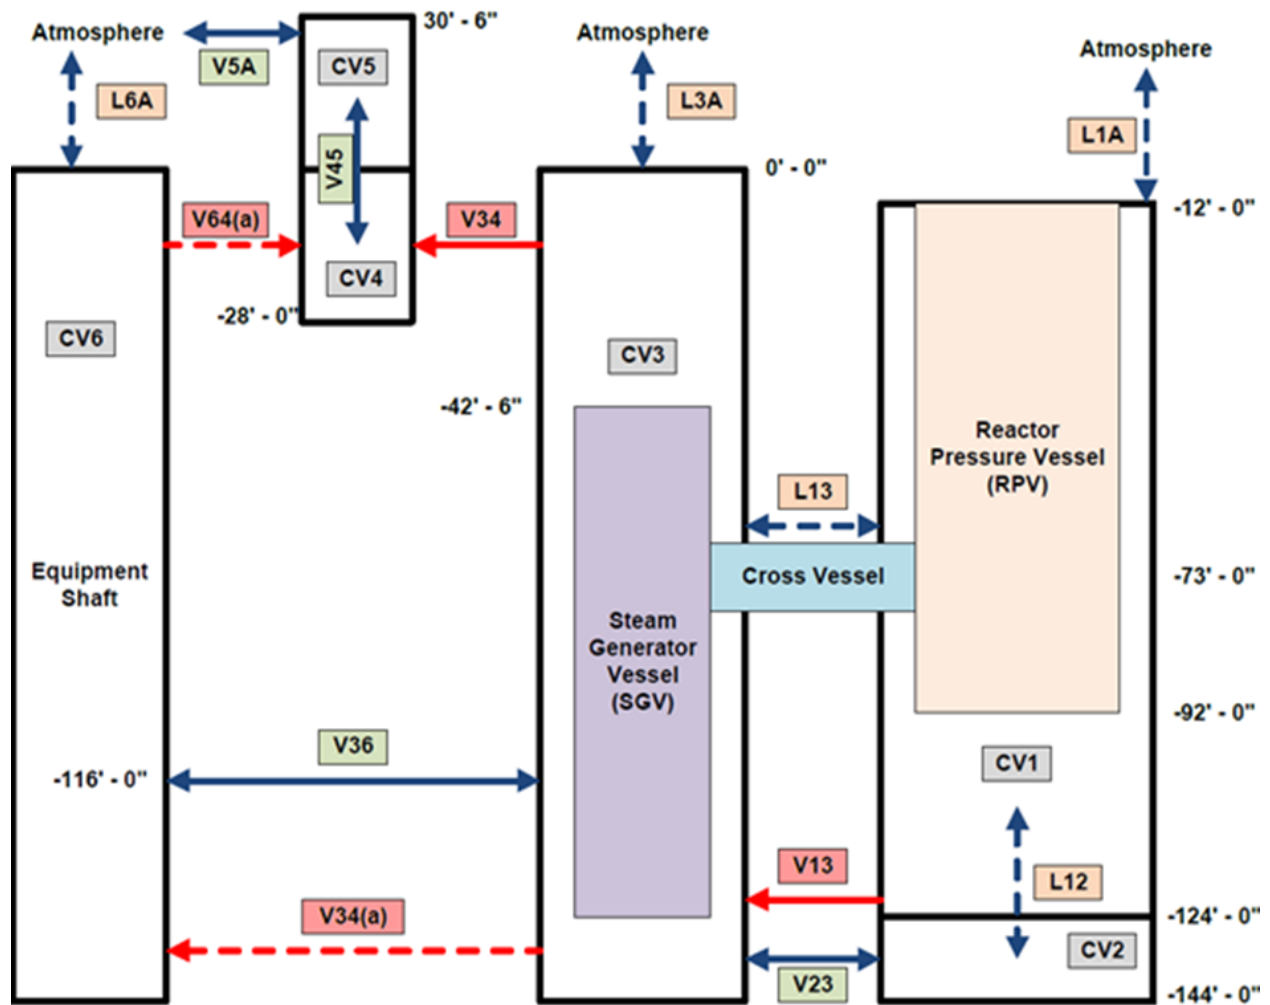 30' - 6"
Atmosphere
Atmosphere
Atmosphere
V5A
CV5
L6A
L3A
L1A
V45
0' - 0"
-12' - 0"
V64(a)
V34
CV4
-28' - 0"
CV6
CV3
-42' - 6"
Reactor
Pressure Vessel
(RPV)
L13
Equipment
Shaft
Cross Vessel
-73' - 0"
Steam
Generator
Vessel
(SGV)
-92' - 0"
V36
CV1
-116' - 0"
V13
L12
V34(a)
-124' - 0"
CV2
V23
-144' - 0"